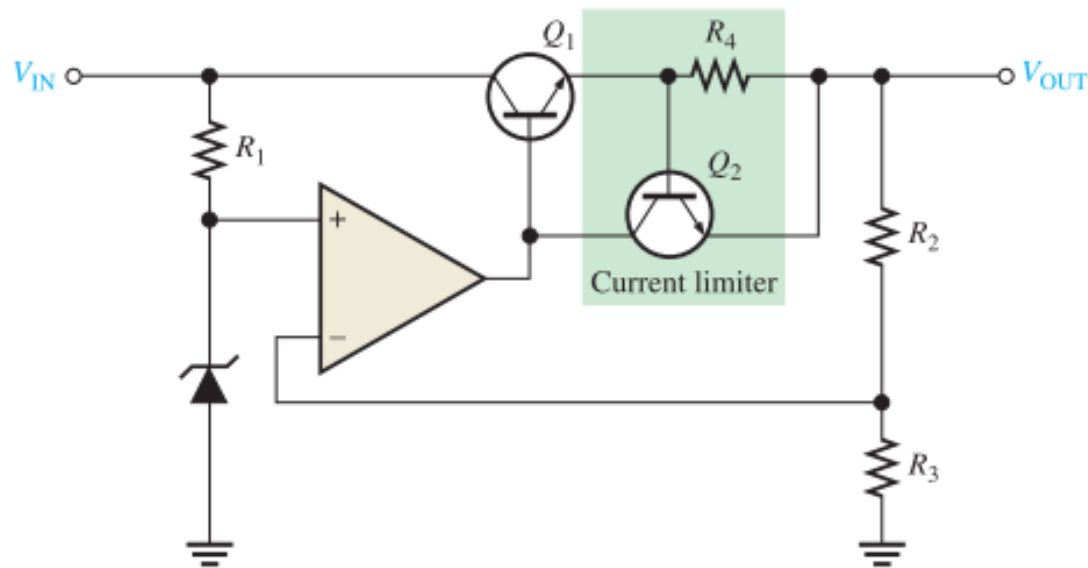 Q1
R4
VIN
VOUT
R1
Q2
+
R2
Current limiter
−
R3